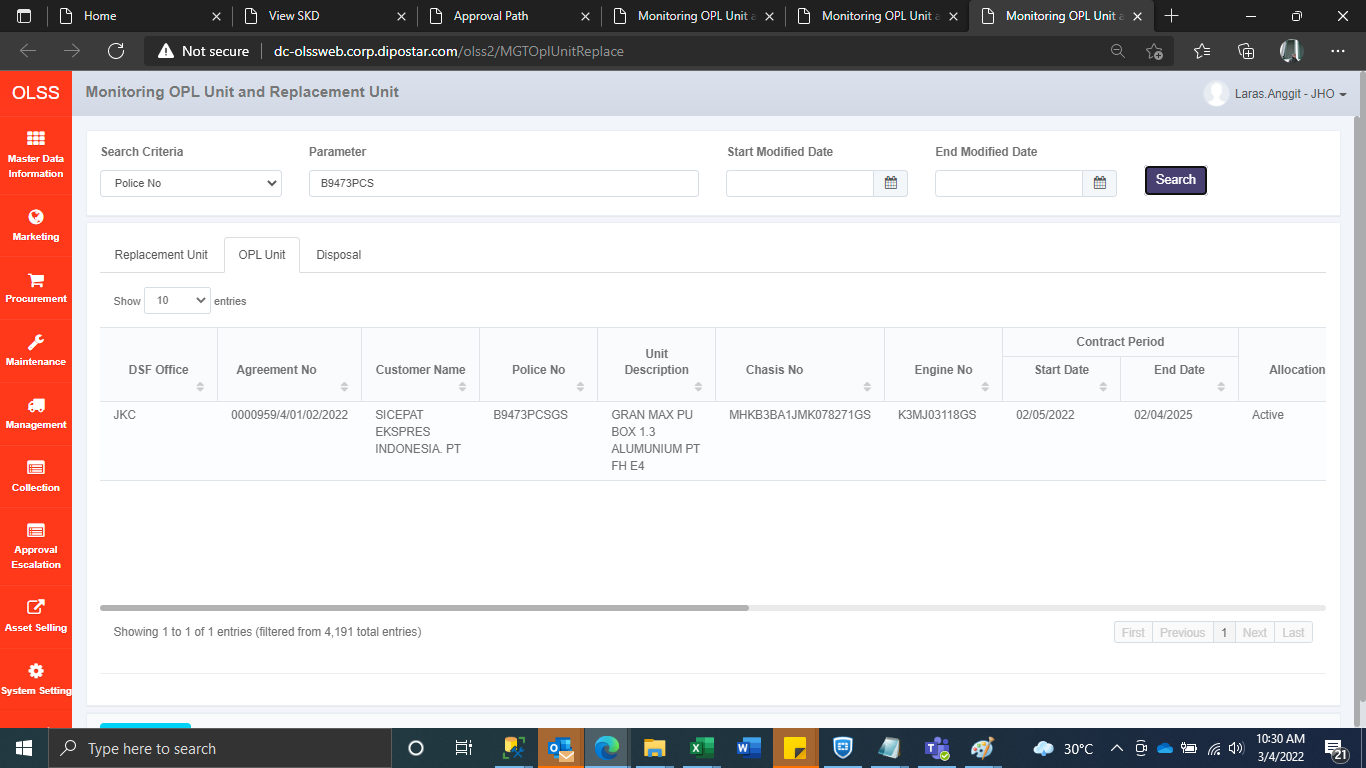 Home
View SKD
Approval Path
Monitoring OPL Unit a
Monitoring OPL Unit a
Monitoring OPL Unit a
Not secure
dc-olssweb.corp.dipostar.com/olss2/MGTOplUnitReplace
OLSS
Monitoring OPL Unit and Replacement Unit
Laras.Anggit - JHO
Master Data
Information
Marketing
Procurement
Maintenance
Management
Collection
Approval
Escalation
Asset Selling
System Setting
Search Criteria
Parameter
Start Modified Date
End Modified Date
Police No
B9473PCS
Search
Replacement Unit
OPL Unit
Disposal
Show 10 entries
DSF Office
Agreement No
Customer Name
Police No
Unit
Description
Chasis No
Engine No
Contract Period
Start Date
End Date
Allocation
JKC
0000959/4/01/02/2022
SICEPAT
EKSPRES
INDONESIA. PT
B9473PCSGS
GRAN MAX PU
BOX 1.3
ALUMUNIUM PT
FH E4
MHKB3BA1JMK078271GS
K3MJ03118GS
02/05/2022
02/04/2025
Active
Showing 1 to 1 of 1 entries (filtered from 4,191 total entries)
First Previous 1 Next Last
Type here to search
30°C
10:30 AM
3/4/2022
21